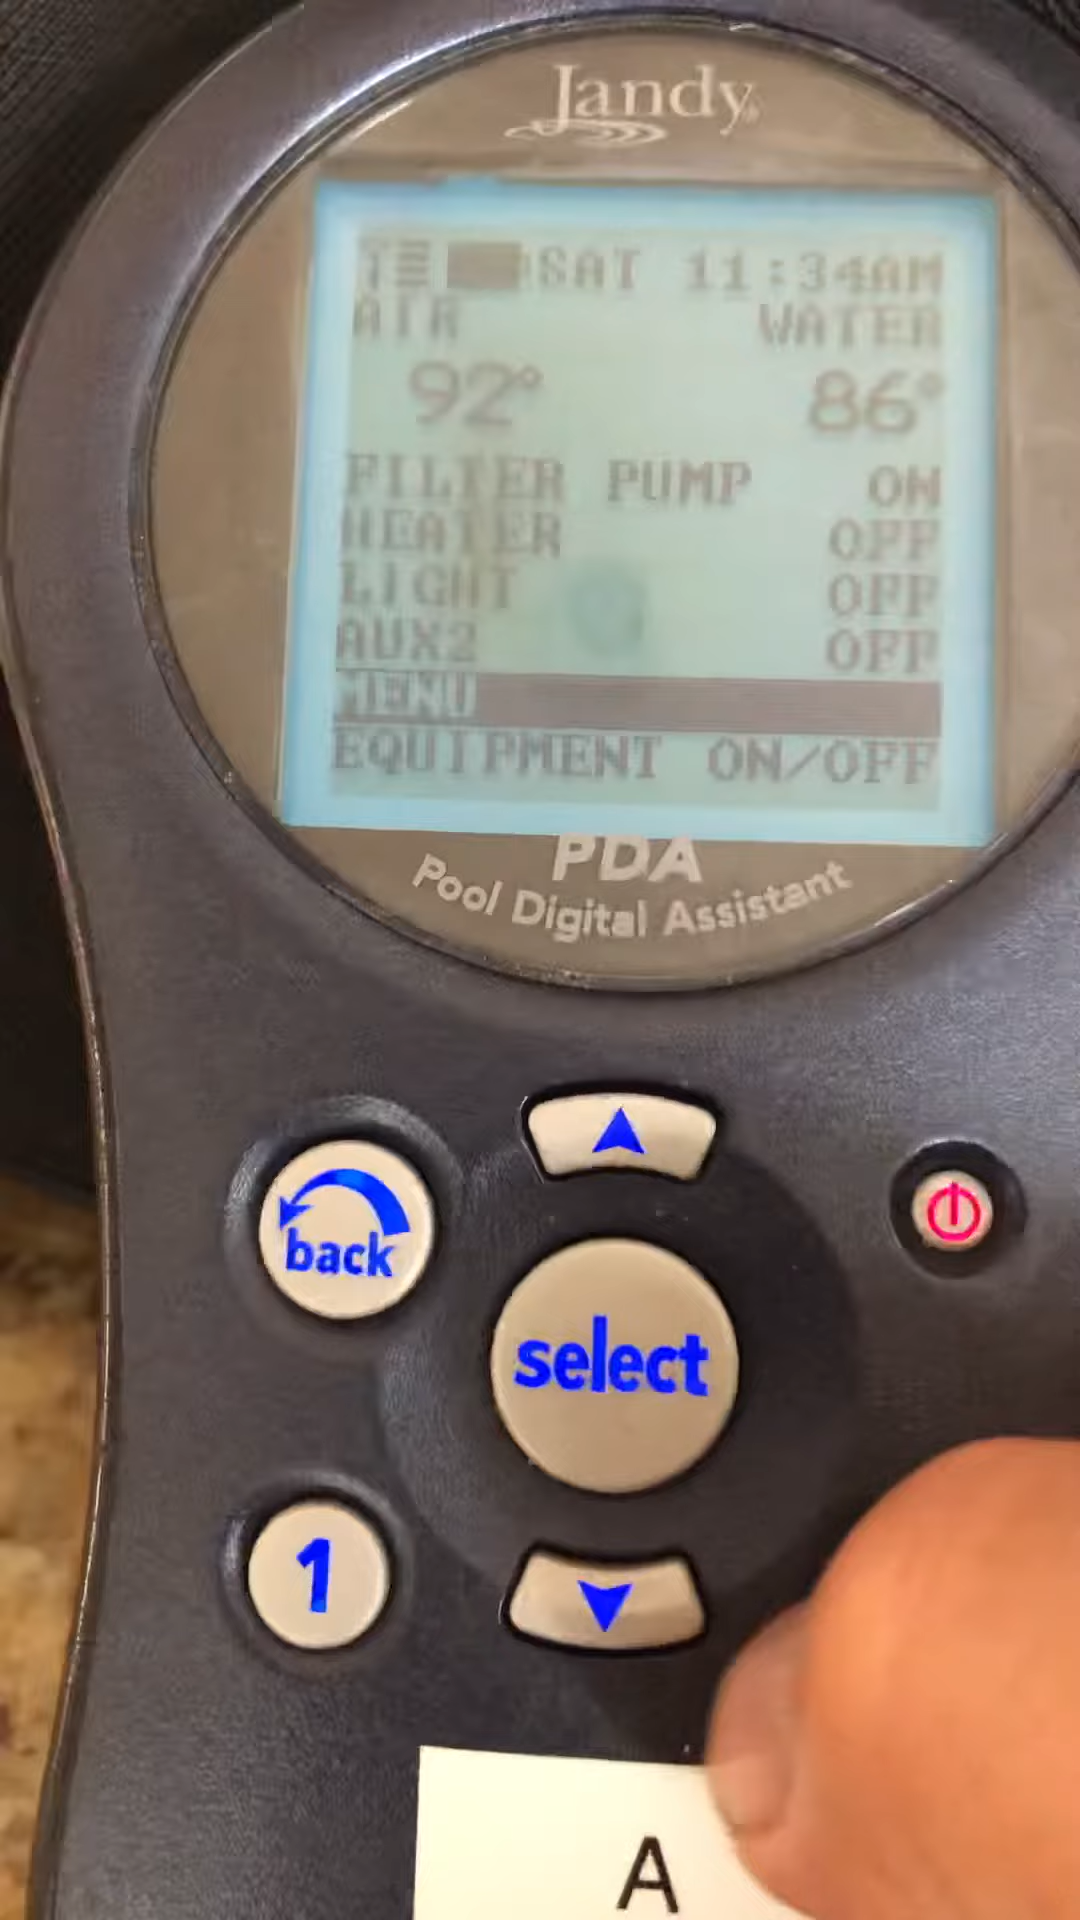 Jandy
SAT 11:34AM
AIR WATER
92° 86°
FILTER PUMP ON
HEATER OFF
LIGHT OFF
AUX2 OFF
MENU
EQUIPMENT ON/OFF
PDA
Pool Digital Assistant
back
select
1
A